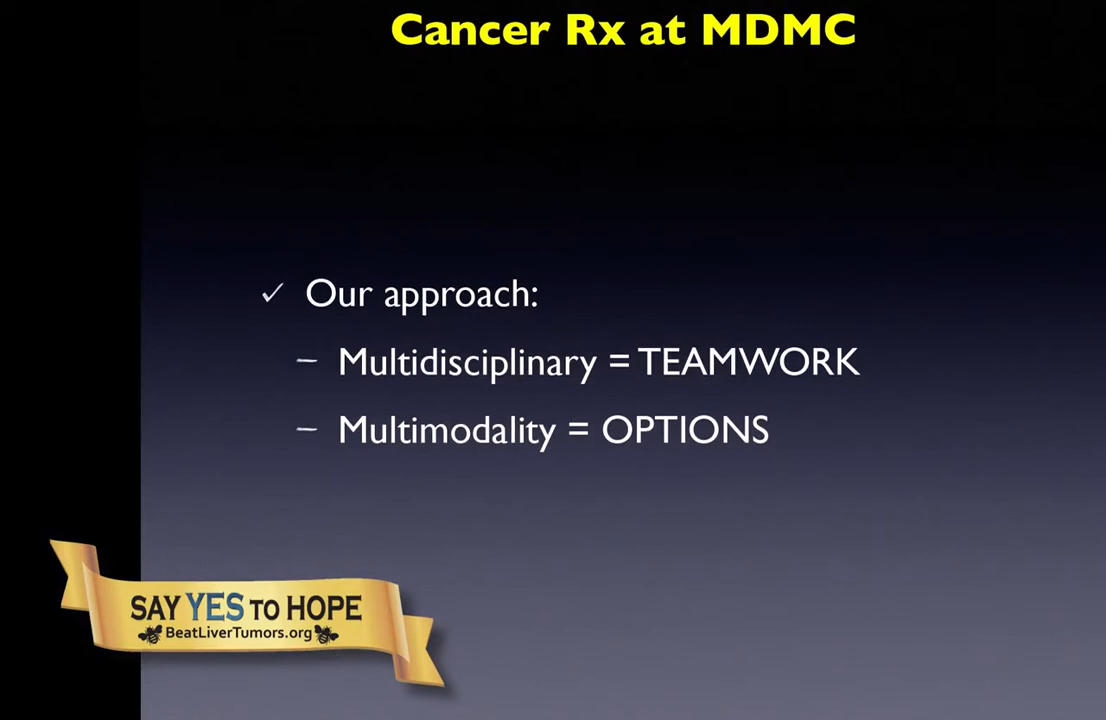 Cancer Rx at MDMC
✓ Our approach:
– Multidisciplinary = TEAMWORK
– Multimodality = OPTIONS
SAY YES TO HOPE
BeatLiverTumors.org